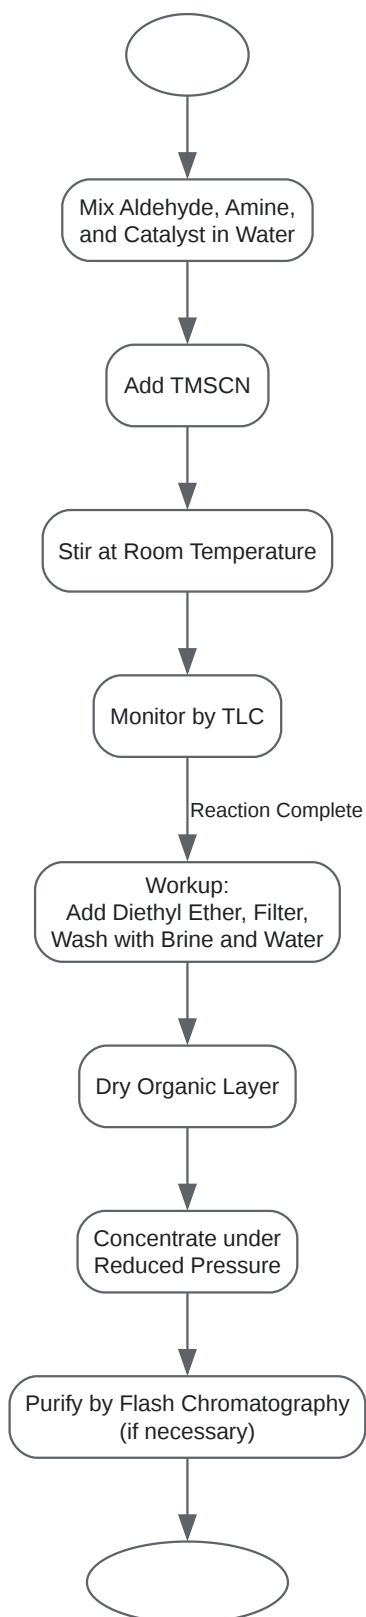 Mix Aldehyde, Amine,
and Catalyst in Water
Add TMSCN
Stir at Room Temperature
Monitor by TLC
Reaction Complete
Workup:
Add Diethyl Ether, Filter,
Wash with Brine and Water
Dry Organic Layer
Concentrate under
Reduced Pressure
Purify by Flash Chromatography
(if necessary)